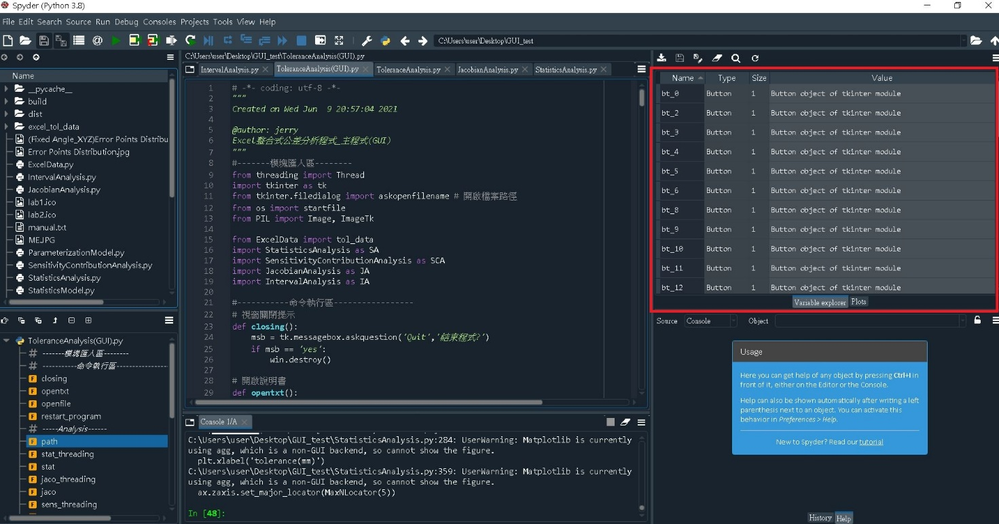 Spyder (Python 3.8)
File Edit Search Source Run Debug Consoles Projects Tools View Help
C:\Users\user\Desktop\GUI_test
Name
__pycache__
build
dist
excel_tol_data
(Fixed Angle_XYZ)Error Points Distribu
Error Points Distribution.jpg
ExcelData.py
IntervalAnalysis.py
JacobianAnalysis.py
lab1.ico
lab2.ico
manual.txt
ME.JPG
ParameterizationModel.py
SensitivityContributionAnalysis.py
StatisticsAnalysis.py
StatisticsModel.py
ToleranceAnalysis(GUI).py
# -------模塊匯入區--------
# -----------命令執行區-----------------
closing
opentxt
openfile
restart_program
# -----Analysis------
path
stat_threading
stat
jaco_threading
jaco
sens_threading
C:\Users\user\Desktop\GUI_test\ToleranceAnalysis(GUI).py
IntervalAnalysis.py ToleranceAnalysis(GUI).py ToleranceAnalysis.py JacobianAnalysis.py StatisticsAnalysis.py
1 # -*- coding: utf-8 -*-
2 """
3 Created on Wed Jun  9 20:57:04 2021
4
5 @author: jerry
6 Excel整合式公差分析程式_主程式(GUI)
7 """
8 #-------模塊匯入區--------
9 from threading import Thread
10 import tkinter as tk
11 from tkinter.filedialog import askopenfilename # 開啟檔案路徑
12 from os import startfile
13 from PIL import Image, ImageTk
14
15 from ExcelData import tol_data
16 import StatisticsAnalysis as SA
17 import SensitivityContributionAnalysis as SCA
18 import JacobianAnalysis as JA
19 import IntervalAnalysis as IA
20
21 #-----------命令執行區-----------------
22 # 視窗關閉提示
23 def closing():
24 msb = tk.messagebox.askquestion('Quit','結束程式?')
25 if msb == 'yes':
26 win.destroy()
27
28 # 開啟說明書
29 def opentxt():
Console 1/A
C:\Users\user\Desktop\GUI_test\StatisticsAnalysis.py:284: UserWarning: Matplotlib is currently
using agg, which is a non-GUI backend, so cannot show the figure.
plt.xlabel('tolerance(mm)')
C:\Users\user\Desktop\GUI_test\StatisticsAnalysis.py:359: UserWarning: Matplotlib is currently
using agg, which is a non-GUI backend, so cannot show the figure.
ax.zaxis.set_major_locator(MaxNLocator(5))
In [48]:
Name Type Size Value
bt_0 Button 1 Button object of tkinter module
bt_2 Button 1 Button object of tkinter module
bt_3 Button 1 Button object of tkinter module
bt_4 Button 1 Button object of tkinter module
bt_5 Button 1 Button object of tkinter module
bt_6 Button 1 Button object of tkinter module
bt_8 Button 1 Button object of tkinter module
bt_9 Button 1 Button object of tkinter module
bt_10 Button 1 Button object of tkinter module
bt_11 Button 1 Button object of tkinter module
bt_12 Button 1 Button object of tkinter module
Variable explorer Plots
Source Console Object
Usage
Here you can get help of any object by pressing Ctrl+I in
front of it, either on the Editor or the Console.
Help can also be shown automatically after writing a left
parenthesis next to an object. You can activate this
behavior in Preferences > Help.
New to Spyder? Read our tutorial
History Help